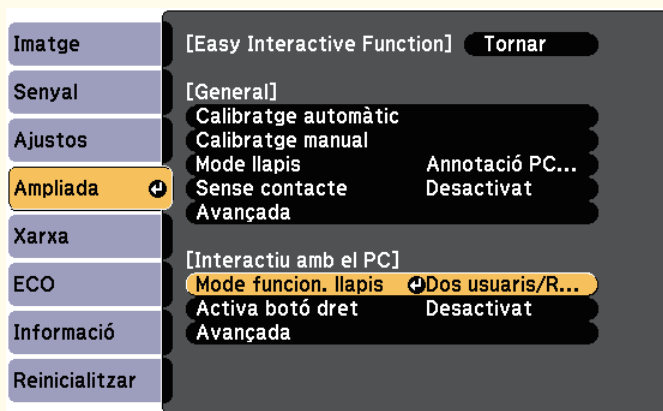 Imatge
Senyal
Ajustos
Ampliada
Xarxa
ECO
Informació
Reinicialitzar
[Easy Interactive Function] Tornar
[General]
Calibratge automàtic
Calibratge manual
Mode llapis Annotació PC...
Sense contacte Desactivat
Avançada
[Interactiu amb el PC]
Mode funcion. llapis Dos usuaris/R...
Activa botó dret Desactivat
Avançada